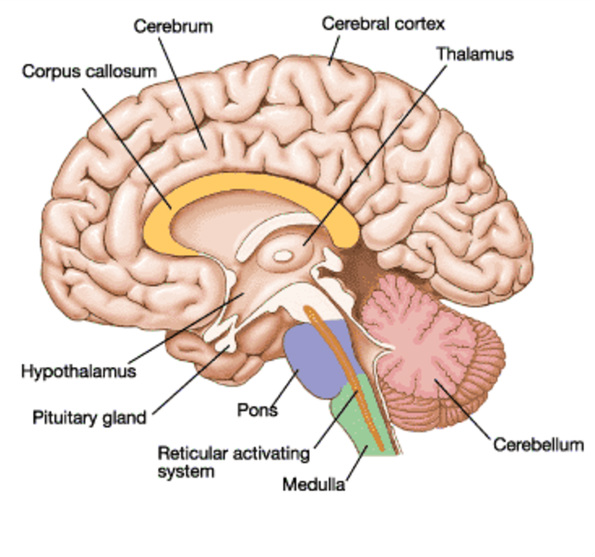 Cerebrum
Cerebral cortex
Corpus callosum
Thalamus
Hypothalamus
Pituitary gland
Pons
Reticular activating
system
Medulla
Cerebellum